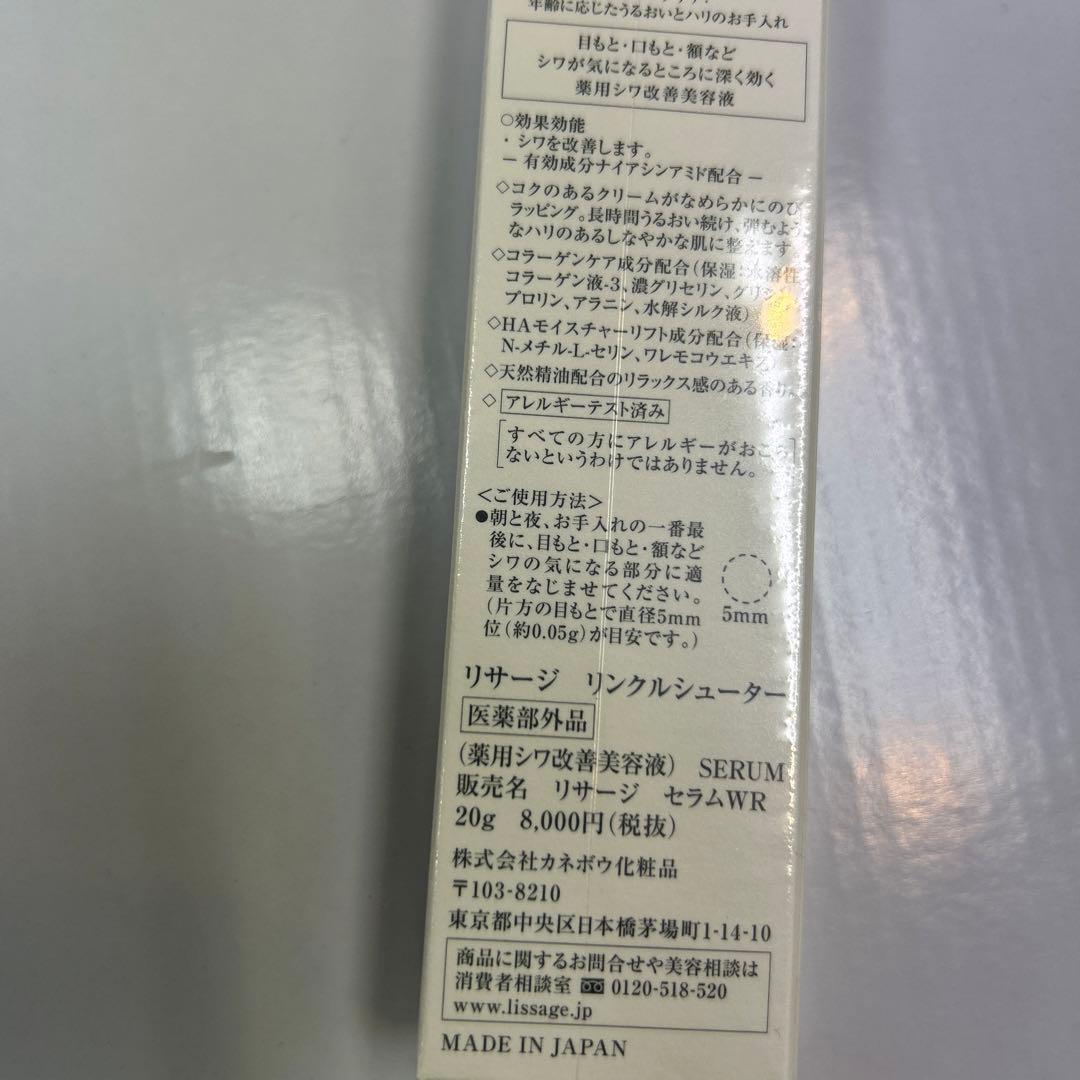 年齢に応じたうるおいとハリのお手入れ
目もと・口もと・額など
シワが気になるところに深く効く
薬用シワ改善美容液
○効果効能
・シワを改善します。
― 有効成分ナイアシンアミド配合 ―
◇コクのあるクリームがなめらかにのび
ラッピング。長時間うるおい続け、弾むよう
なハリのあるしなやかな肌に整えます
◇コラーゲンケア成分配合（保湿：水溶性
コラーゲン液-3、濃グリセリン、
プロリン、アラニン、水解シルク液）
◇HAモイスチャーリフト成分配合（保湿：
N-メチル-L-セリン、ワレモコウエキス）
◇天然精油配合のリラックス感のある香り。
◇ アレルギーテスト済み
すべての方にアレルギーがおこら
ないというわけではありません。
＜ご使用方法＞
●朝と夜、お手入れの一番最
後に、目もと・口もと・額など
シワの気になる部分に適
量をなじませてください。
（片方の目もとで直径5mm
位（約0.05g）が目安です。）
5mm
リサージ リンクルシューター
医薬部外品
（薬用シワ改善美容液） SERUM
販売名 リサージ セラムWR
20g 8,000円（税抜）
株式会社カネボウ化粧品
〒103-8210
東京都中央区日本橋茅場町1-14-10
商品に関するお問合せや美容相談は
消費者相談室 0120-518-520
www.lissage.jp
MADE IN JAPAN